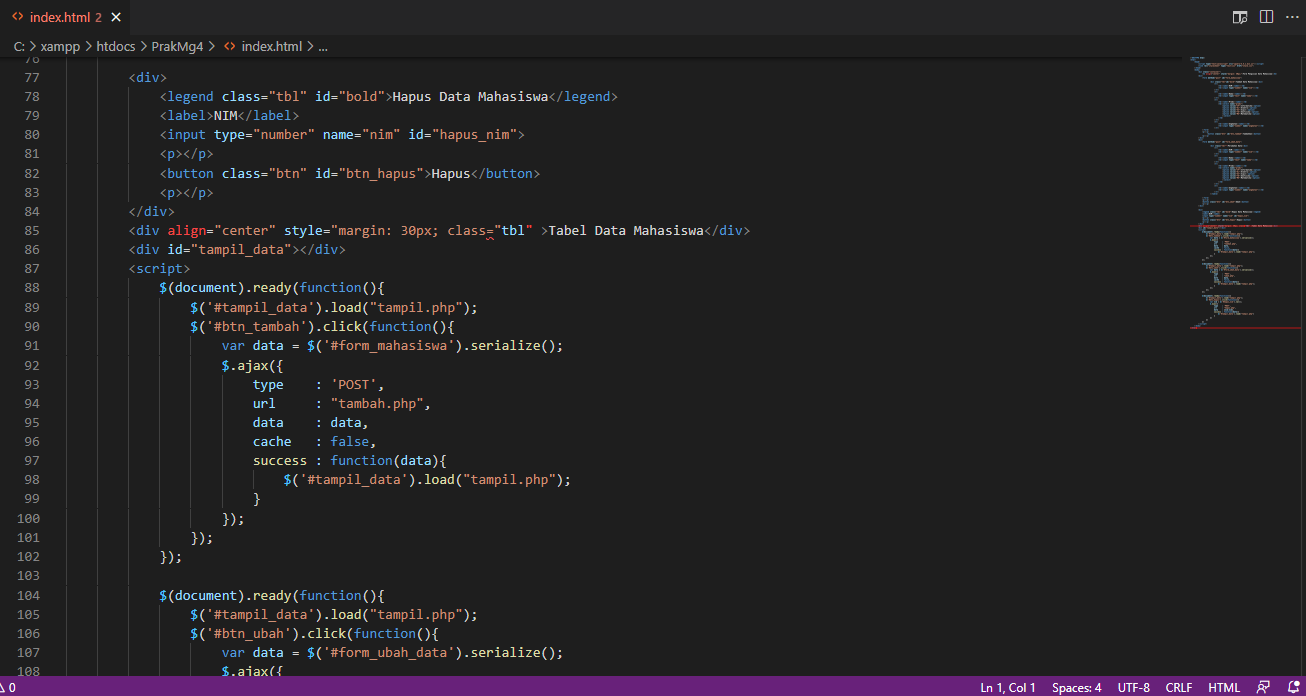 index.html 2
C: > xampp > htdocs > PrakMg4 > index.html > ...
76
77 <div>
78 <legend class="tbl" id="bold">Hapus Data Mahasiswa</legend>
79 <label>NIM</label>
80 <input type="number" name="nim" id="hapus_nim">
81 <p></p>
82 <button class="btn" id="btn_hapus">Hapus</button>
83 <p></p>
84 </div>
85 <div align="center" style="margin: 30px; class="tbl" >Tabel Data Mahasiswa</div>
86 <div id="tampil_data"></div>
87 <script>
88 $(document).ready(function(){
89 $('#tampil_data').load("tampil.php");
90 $('#btn_tambah').click(function(){
91 var data = $('#form_mahasiswa').serialize();
92 $.ajax({
93 type    : 'POST',
94 url     : "tambah.php",
95 data    : data,
96 cache   : false,
97 success : function(data){
98 $('#tampil_data').load("tampil.php");
99 }
100 });
101 });
102 });
103
104 $(document).ready(function(){
105 $('#tampil_data').load("tampil.php");
106 $('#btn_ubah').click(function(){
107 var data = $('#form_ubah_data').serialize();
108 $.ajax({
0 Ln 1, Col 1 Spaces: 4 UTF-8 CRLF HTML